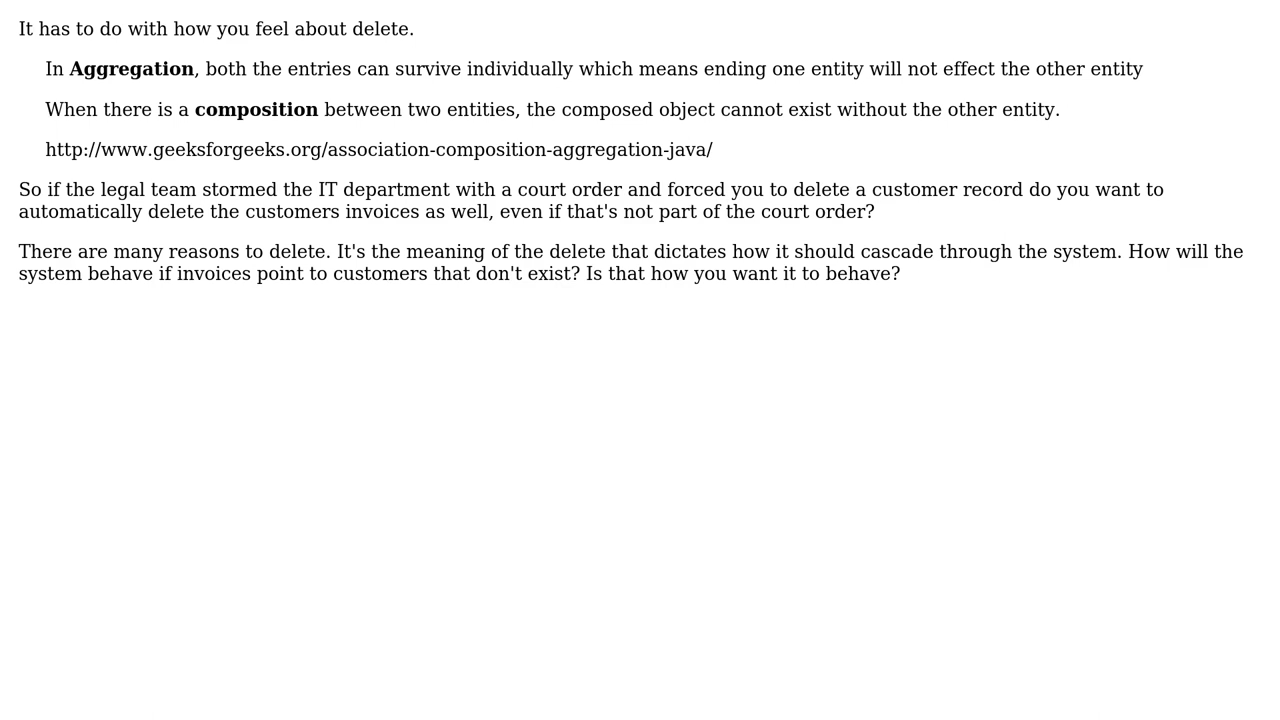 It has to do with how you feel about delete.
In Aggregation, both the entries can survive individually which means ending one entity will not effect the other entity
When there is a composition between two entities, the composed object cannot exist without the other entity.
http://www.geeksforgeeks.org/association-composition-aggregation-java/
So if the legal team stormed the IT department with a court order and forced you to delete a customer record do you want to
automatically delete the customers invoices as well, even if that's not part of the court order?
There are many reasons to delete. It's the meaning of the delete that dictates how it should cascade through the system. How will the
system behave if invoices point to customers that don't exist? Is that how you want it to behave?